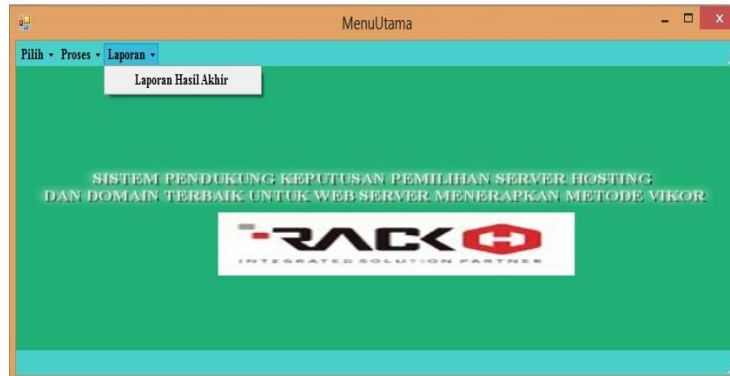 MenuUtama
Pilih Proses Laporan
Laporan Hasil Akhir
SISTEM PENDUKUNG KEPUTUSAN PEMILIHAN SERVER HOSTING
DAN DOMAIN TERBAIK UNTUK WEB SERVER MENERAPKAN METODE VIKOR
RACK H
INTEGRATED SOLUTION PARTNER